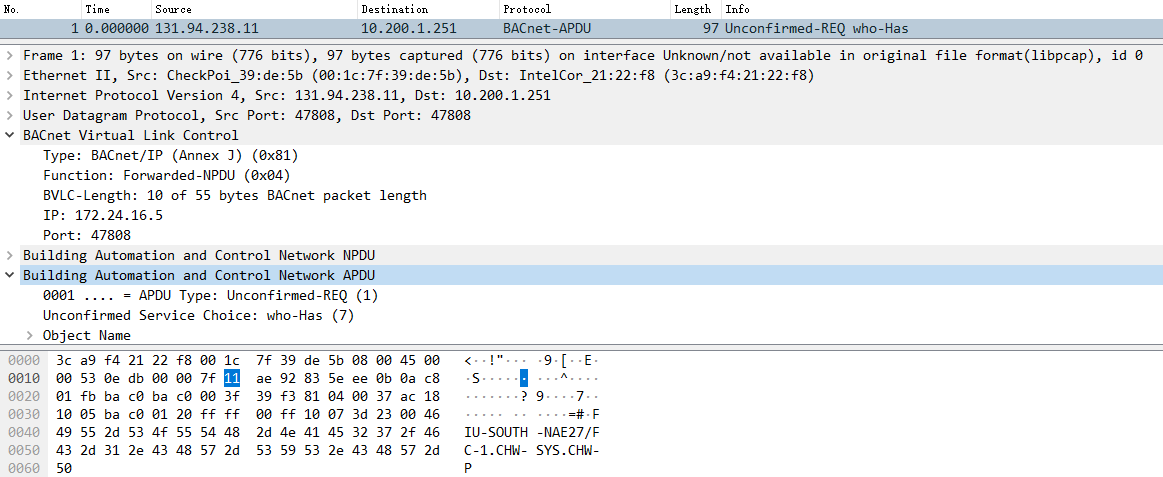 No. Time Source Destination Protocol Length Info
1 0.000000 131.94.238.11 10.200.1.251 BACnet-APDU 97 Unconfirmed-REQ who-Has
Frame 1: 97 bytes on wire (776 bits), 97 bytes captured (776 bits) on interface Unknown/not available in original file format(libpcap), id 0
Ethernet II, Src: CheckPoi_39:de:5b (00:1c:7f:39:de:5b), Dst: IntelCor_21:22:f8 (3c:a9:f4:21:22:f8)
Internet Protocol Version 4, Src: 131.94.238.11, Dst: 10.200.1.251
User Datagram Protocol, Src Port: 47808, Dst Port: 47808
BACnet Virtual Link Control
Type: BACnet/IP (Annex J) (0x81)
Function: Forwarded-NPDU (0x04)
BVLC-Length: 10 of 55 bytes BACnet packet length
IP: 172.24.16.5
Port: 47808
Building Automation and Control Network NPDU
Building Automation and Control Network APDU
0001 .... = APDU Type: Unconfirmed-REQ (1)
Unconfirmed Service Choice: who-Has (7)
Object Name
0000 3c a9 f4 21 22 f8 00 1c 7f 39 de 5b 08 00 45 00 <··!"··· ·9·[··E·
0010 00 53 0e db 00 00 7f 11 ae 92 83 5e ee 0b 0a c8 ·S······ ···^····
0020 01 fb ba c0 ba c0 00 3f 39 f3 81 04 00 37 ac 18 ·······? 9····7··
0030 10 05 ba c0 01 20 ff ff 00 ff 10 07 3d 23 00 46 ····· ·· ····=#·F
0040 49 55 2d 53 4f 55 54 48 2d 4e 41 45 32 37 2f 46 IU-SOUTH -NAE27/F
0050 43 2d 31 2e 43 48 57 2d 53 59 53 2e 43 48 57 2d C-1.CHW- SYS.CHW-
0060 50 P